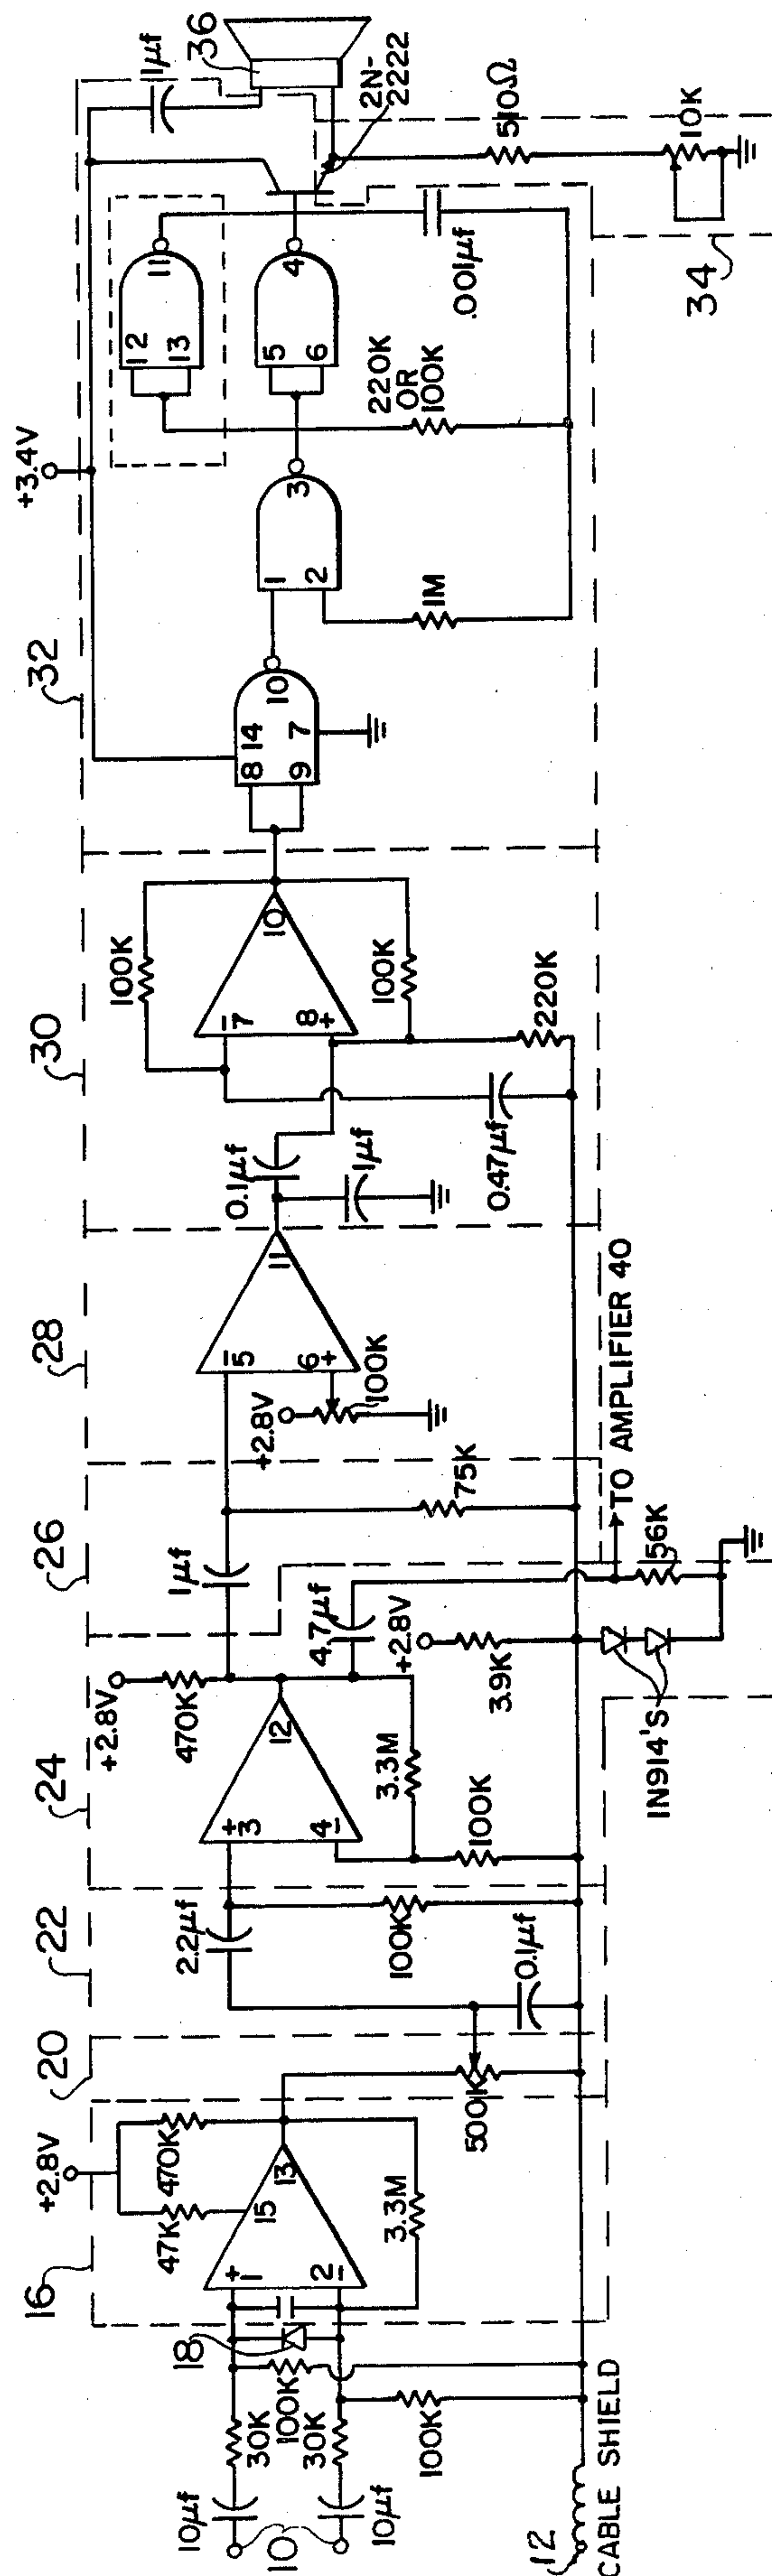 10µf
10
10µf
30K
100K
30K
18
100K
12
CABLE SHIELD
16
+2.8V
47K
470K
+
1
2
-
15
13
3.3M
20
500K
22
2.2µf
100K
0.1µf
24
+2.8V
470K
+
3
4
-
12
3.3M
100K
4.7µf
+2.8V
3.9K
1N914'S
56K
TO AMPLIFIER 40
26
1µf
75K
28
-
5
6
+
11
+2.8V
100K
30
0.1µf
1µf
0.47µf
100K
-
7
8
+
10
100K
220K
32
8
14
9
7
10
1
2
3
1M
+3.4V
12
13
11
5
6
4
220K
OR
100K
.001µf
1µf
36
2N-
2222
510Ω
10K
34